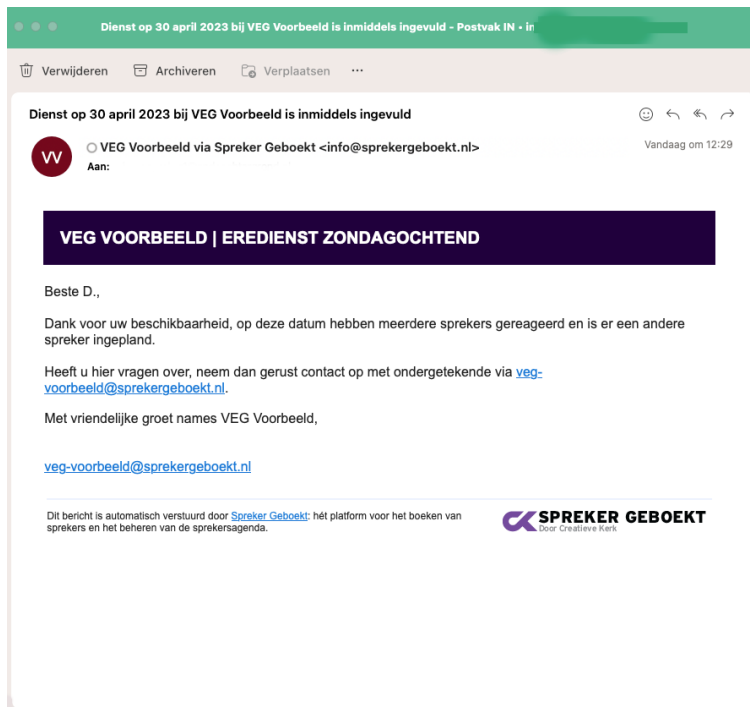 Dienst op 30 april 2023 bij VEG Voorbeeld is inmiddels ingevuld - Postvak IN • in
Verwijderen Archiveren Verplaatsen ...
Dienst op 30 april 2023 bij VEG Voorbeeld is inmiddels ingevuld
VV
VEG Voorbeeld via Spreker Geboekt <info@sprekergeboekt.nl>
Vandaag om 12:29
Aan:
VEG VOORBEELD | EREDIENST ZONDAGOCHTEND
Beste D.,
Dank voor uw beschikbaarheid, op deze datum hebben meerdere sprekers gereageerd en is er een andere
spreker ingepland.
Heeft u hier vragen over, neem dan gerust contact op met ondergetekende via veg-
voorbeeld@sprekergeboekt.nl.
Met vriendelijke groet names VEG Voorbeeld,
veg-voorbeeld@sprekergeboekt.nl
Dit bericht is automatisch verstuurd door Spreker Geboekt: hét platform voor het boeken van
sprekers en het beheren van de sprekersagenda.
CK SPREKER GEBOEKT
Door Creatieve Kerk